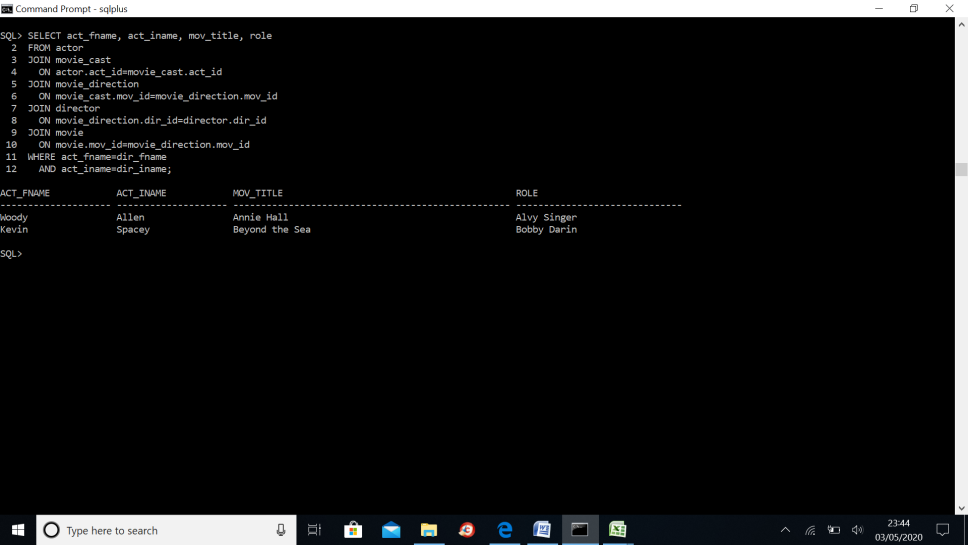 Command Prompt - sqlplus
SQL> SELECT act_fname, act_iname, mov_title, role
2 FROM actor
3 JOIN movie_cast
4 ON actor.act_id=movie_cast.act_id
5 JOIN movie_direction
6 ON movie_cast.mov_id=movie_direction.mov_id
7 JOIN director
8 ON movie_direction.dir_id=director.dir_id
9 JOIN movie
10 ON movie.mov_id=movie_direction.mov_id
11 WHERE act_fname=dir_fname
12 AND act_iname=dir_iname;
ACT_FNAME ACT_INAME MOV_TITLE ROLE
-------------------- -------------------- -------------------------------------------------- ------------------------------
Woody Allen Annie Hall Alvy Singer
Kevin Spacey Beyond the Sea Bobby Darin
SQL>
Type here to search
23:44
03/05/2020